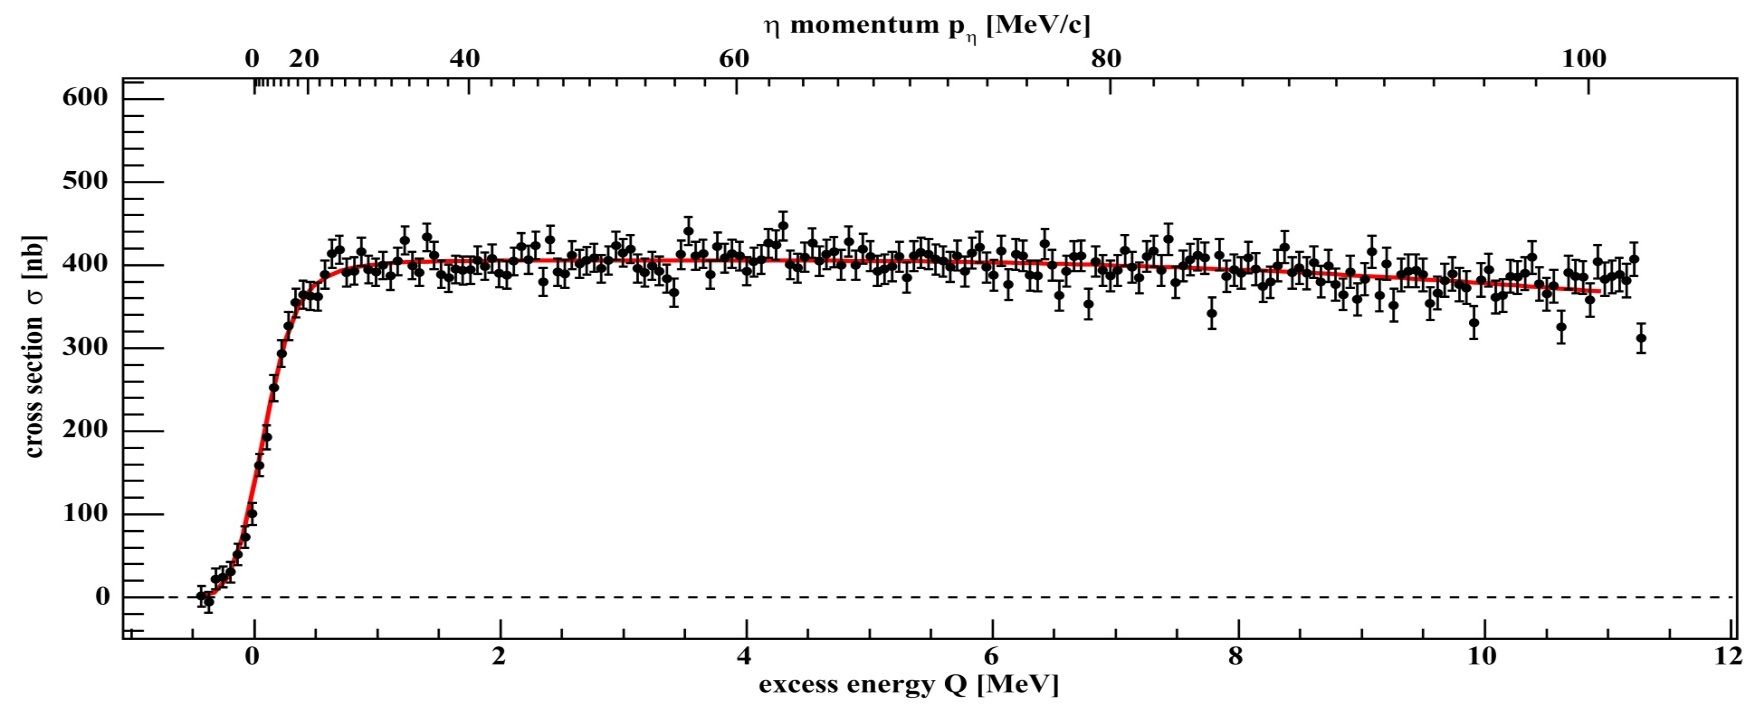 η momentum pη [MeV/c]
0 20 40 60 80 100
600
500
400
300
200
100
0
cross section σ [nb]
0 2 4 6 8 10 12
excess energy Q [MeV]